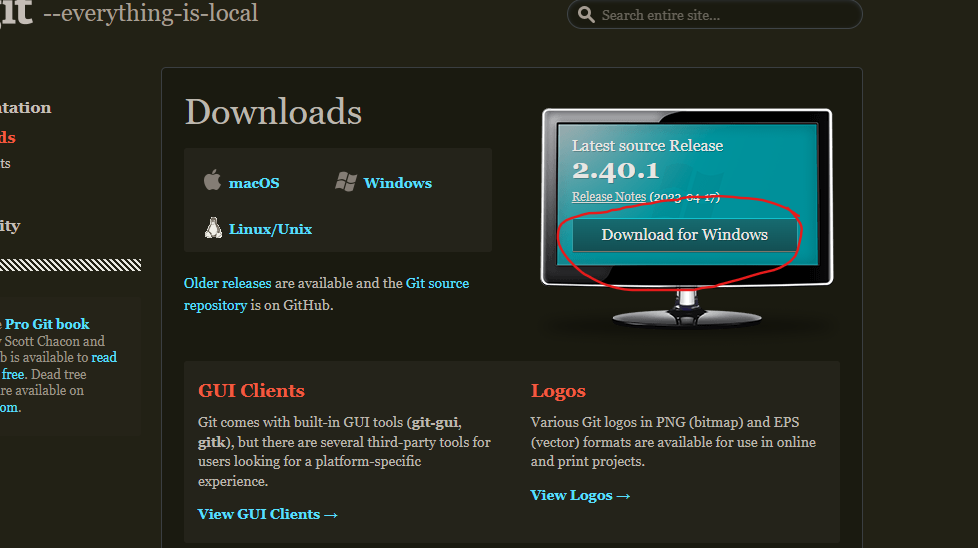 git --everything-is-local
Search entire site...
Downloads
macOS
Windows
Linux/Unix
Older releases are available and the Git source
repository is on GitHub.
Latest source Release
2.40.1
Release Notes (2023-04-17)
Download for Windows
GUI Clients
Git comes with built-in GUI tools (git-gui,
gitk), but there are several third-party tools for
users looking for a platform-specific
experience.
View GUI Clients →
Logos
Various Git logos in PNG (bitmap) and EPS
(vector) formats are available for use in online
and print projects.
View Logos →
ntation
ds
ts
ity
e Pro Git book
y Scott Chacon and
b is available to read
free. Dead tree
re available on
om.